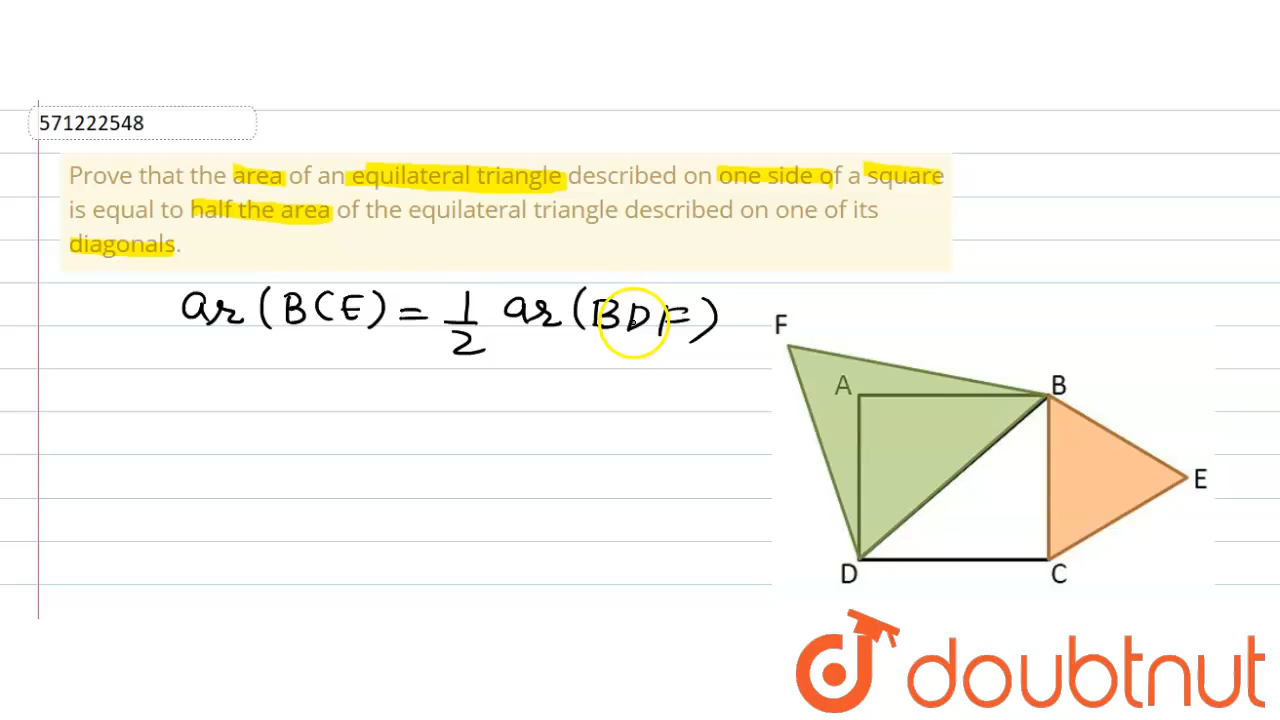 571222548
Prove that the area of an equilateral triangle described on one side of a square
is equal to half the area of the equilateral triangle described on one of its
diagonals.
ar(BCE) = 1/2 ar(BDF)
F
A
B
E
D
C
doubtnut